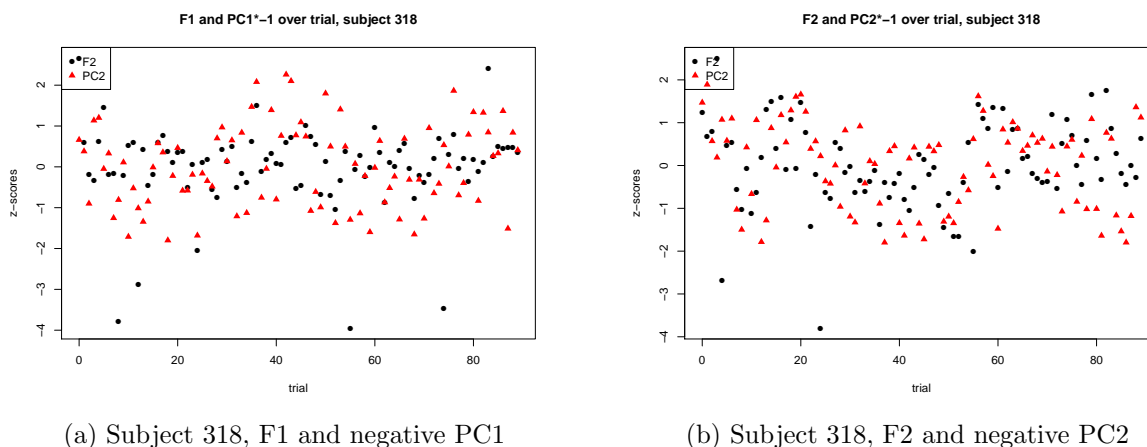 F1 and PC1*−1 over trial, subject 318
F2
PC2
z−scores
2
1
0
−1
−2
−3
−4
0
20
40
60
80
trial
(a) Subject 318, F1 and negative PC1
F2 and PC2*−1 over trial, subject 318
F2
PC2
z−scores
2
1
0
−1
−2
−3
−4
0
20
40
60
80
trial
(b) Subject 318, F2 and negative PC2